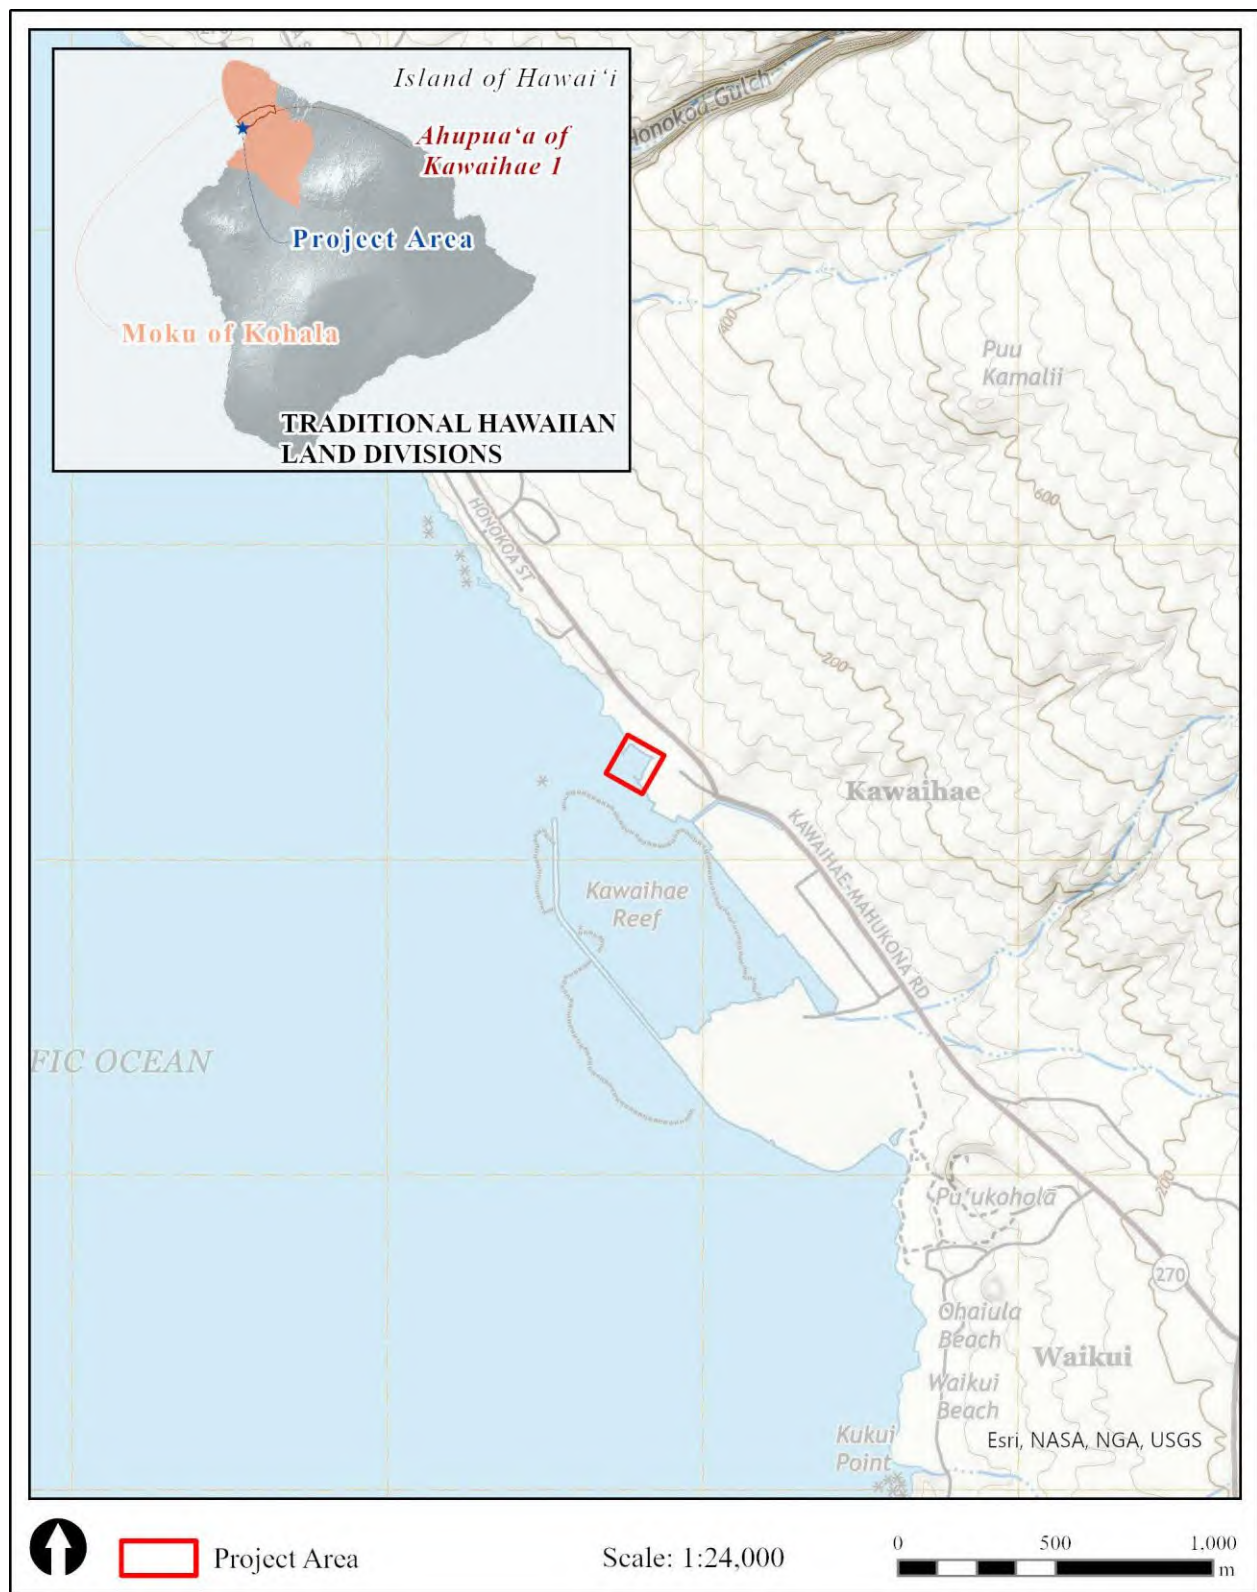 270
Island of Hawai‘i
Ahupua‘a of
Kawaihae 1
Project Area
Moku of Kohala
TRADITIONAL HAWAIIAN
LAND DIVISIONS
Honokoa Gulch
400
Puu
Kamalii
600
HONOKOA ST
200
Kawaihae
KAWAIHAE-MAHUKONA RD
Kawaihae
Reef
FIC OCEAN
Pu‘ukoholā
200
270
Ohaiula
Beach
Waikui
Waikui
Beach
Kukui
Point
Esri, NASA, NGA, USGS
Project Area
Scale: 1:24,000
0 500 1,000
m